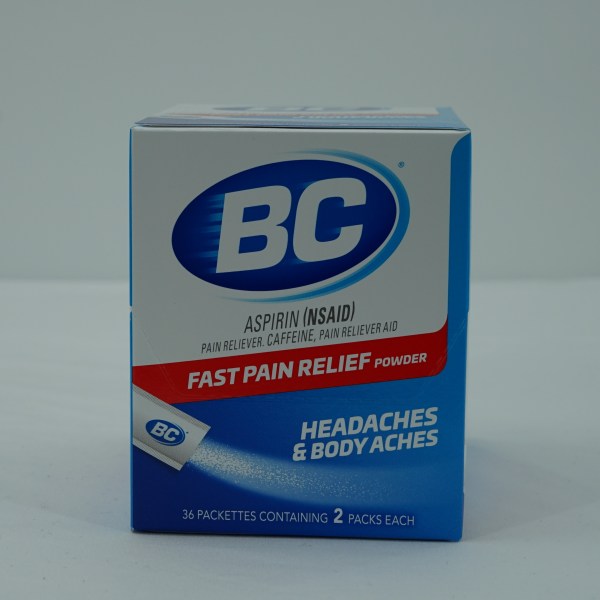 BC
ASPIRIN (NSAID)
PAIN RELIEVER. CAFFEINE, PAIN RELIEVER AID
FAST PAIN RELIEF POWDER
BC
HEADACHES
& BODY ACHES
36 PACKETTES CONTAINING 2 PACKS EACH